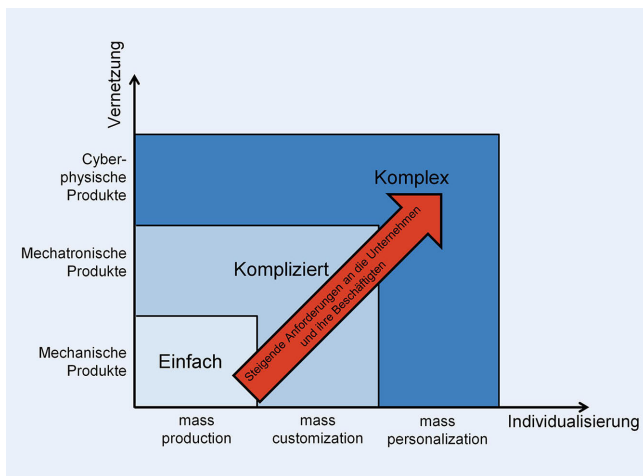 Vernetzung
Cyber-
physische
Produkte
Komplex
Mechatronische
Produkte
Kompliziert
Steigende Anforderungen an die Unternehmen
und ihre Beschäftigten
Mechanische
Produkte
Einfach
mass
production
mass
customization
mass
personalization
Individualisierung